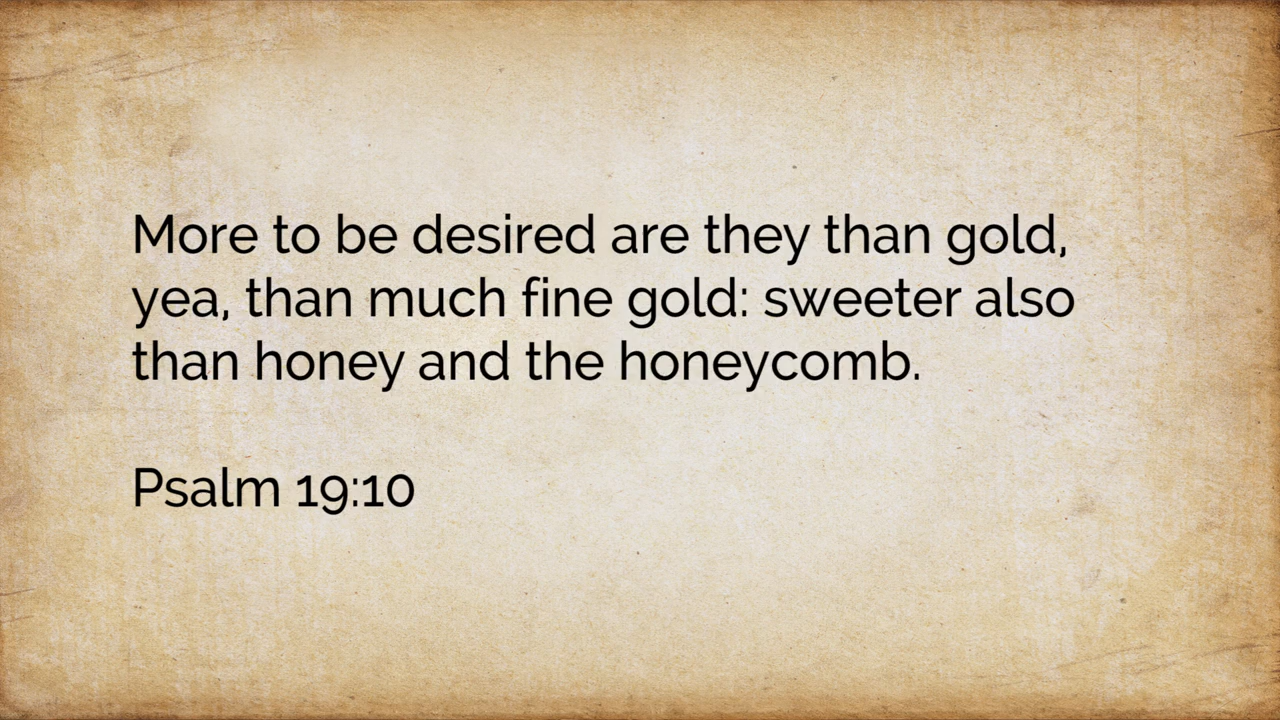 More to be desired are they than gold,
yea, than much fine gold: sweeter also
than honey and the honeycomb.
Psalm 19:10